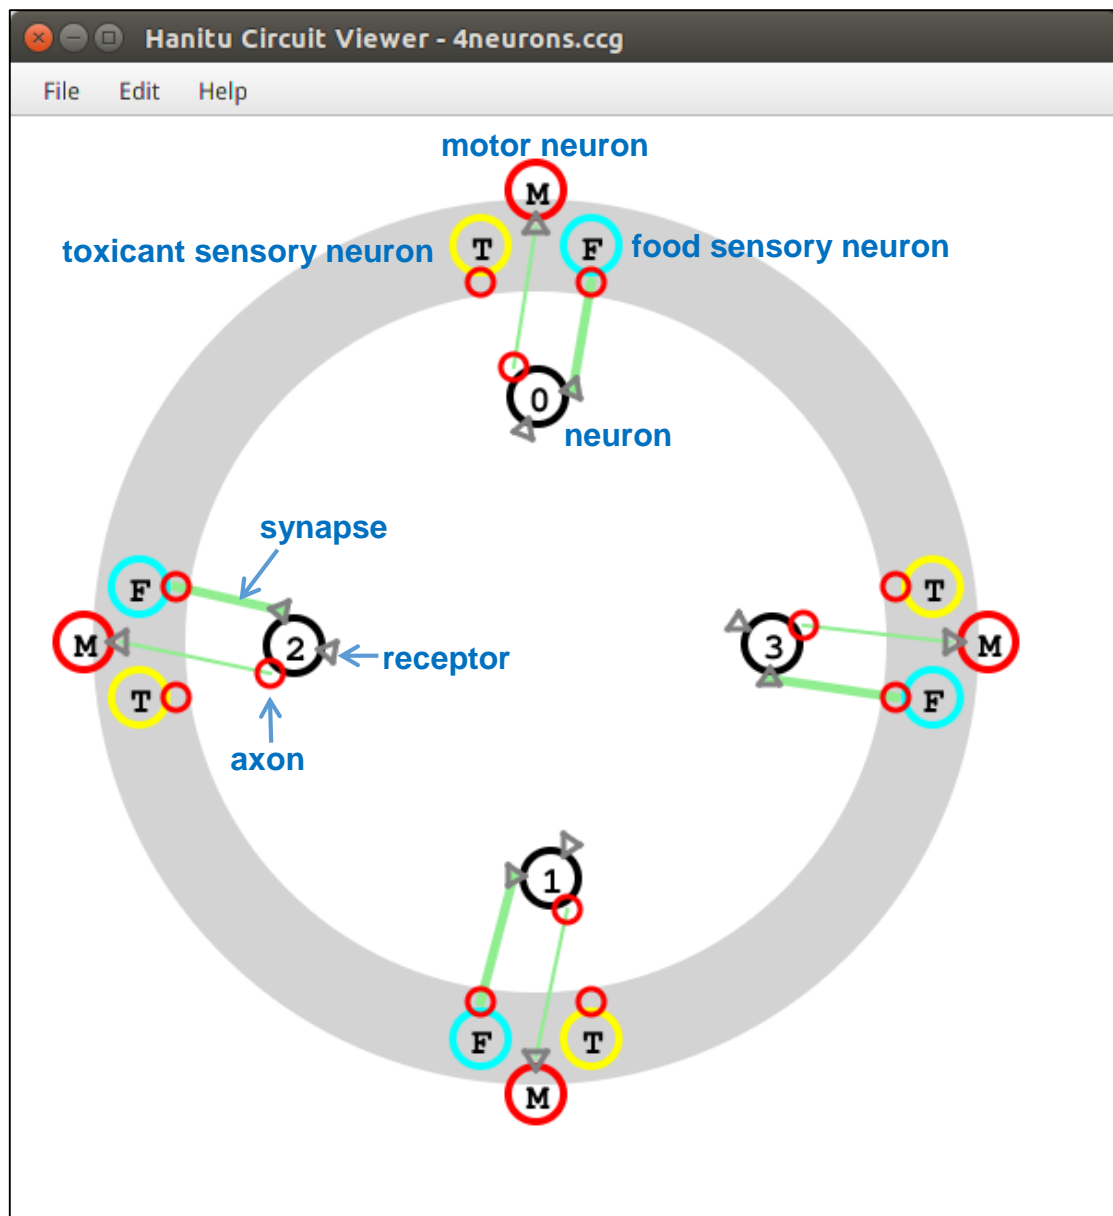 Hanitu Circuit Viewer - 4neurons.ccg
File Edit Help
motor neuron
M
toxicant sensory neuron T F food sensory neuron
0
neuron
synapse
F T
M 2 receptor 3 M
T F
axon
1
F T
M